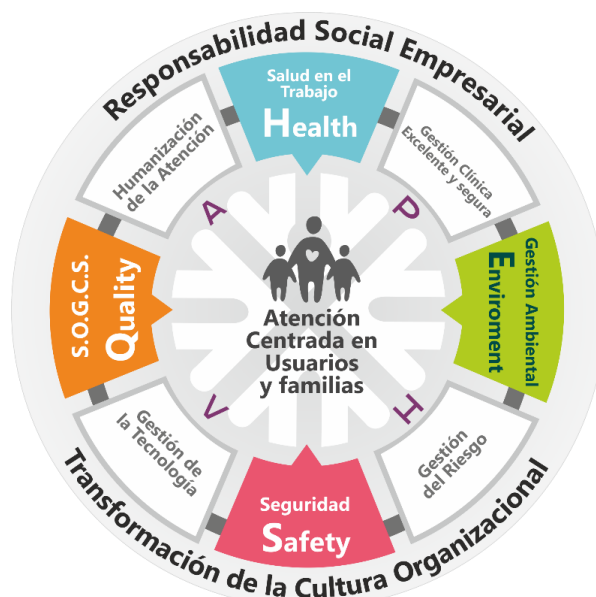 Responsabilidad Social Empresarial
Salud en el
Trabajo
Health
Gestión Clínica
Excelente y segura
Gestión Ambiental
Enviroment
Gestión
del Riesgo
Seguridad
Safety
Gestión de
la Tecnología
S.O.G.C.S.
Quality
Humanización
de la Atención
A
P
H
V
Atención
Centrada en
Usuarios
y familias
Transformación de la Cultura Organizacional